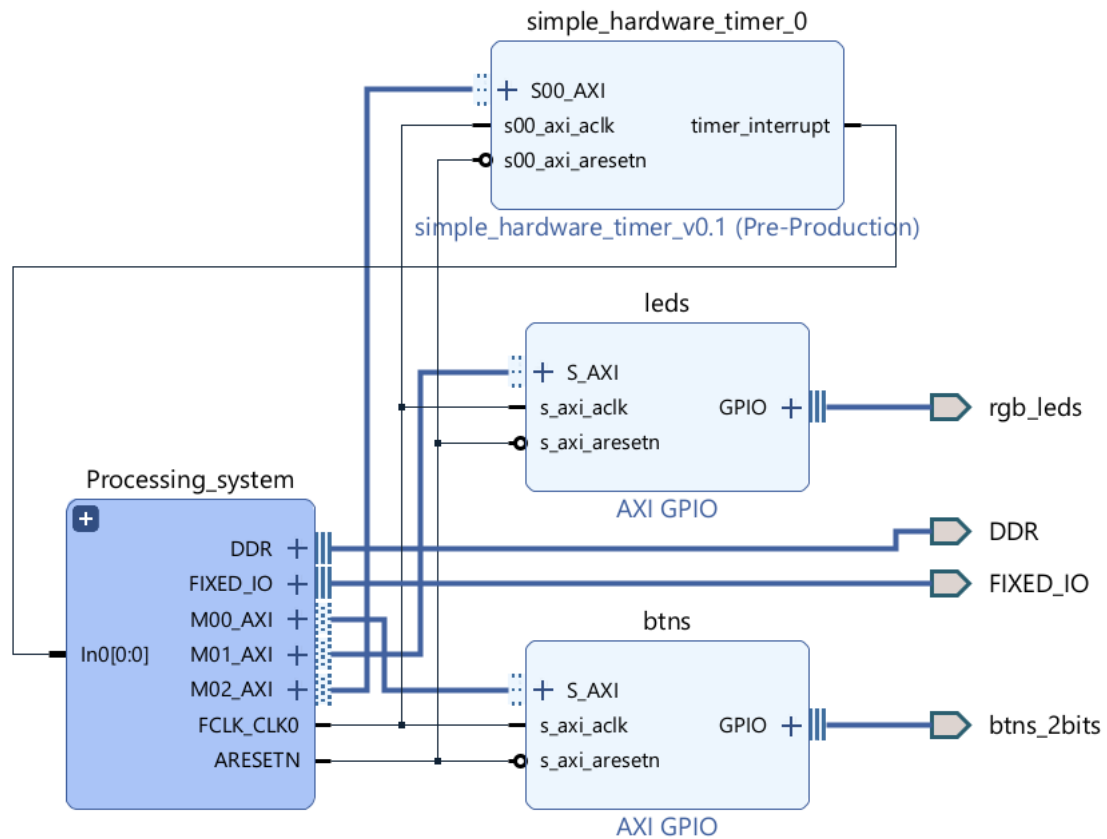 simple_hardware_timer_0
S00_AXI
s00_axi_aclk
timer_interrupt
s00_axi_aresetn
simple_hardware_timer_v0.1 (Pre-Production)
leds
S_AXI
s_axi_aclk
GPIO
rgb_leds
s_axi_aresetn
AXI GPIO
Processing_system
DDR
FIXED_IO
M00_AXI
In0[0:0]
M01_AXI
M02_AXI
FCLK_CLK0
ARESETN
DDR
FIXED_IO
btns
S_AXI
s_axi_aclk
GPIO
btns_2bits
s_axi_aresetn
AXI GPIO